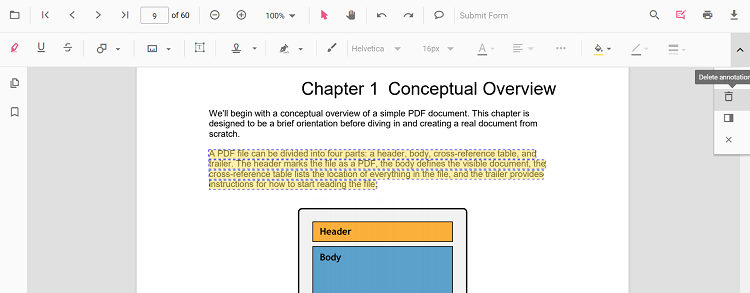 9 of 60 100% Submit Form
Helvetica 16px A
Delete annotation
Chapter 1 Conceptual Overview
We'll begin with a conceptual overview of a simple PDF document. This chapter is
designed to be a brief orientation before diving in and creating a real document from
scratch.
A PDF file can be divided into four parts: a header, body, cross-reference table, and
trailer. The header marks the file as a PDF, the body defines the visible document, the
cross-reference table lists the location of everything in the file, and the trailer provides
instructions for how to start reading the file.
Header
Body